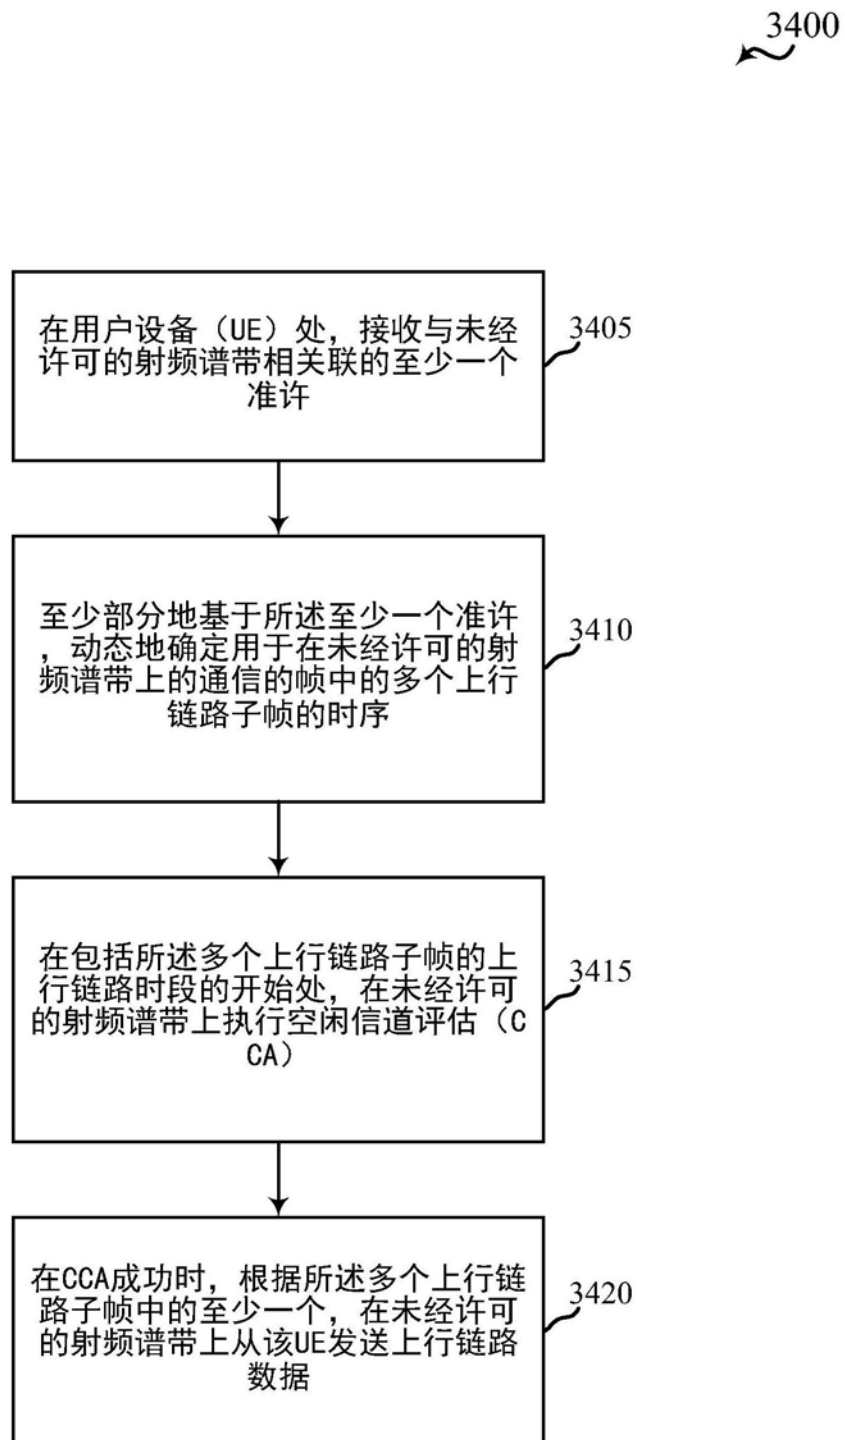 3400
在用户设备（UE）处，接收与未经
许可的射频谱带相关联的至少一个
准许
3405
至少部分地基于所述至少一个准许
，动态地确定用于在未经许可的射
频谱带上的通信的帧中的多个上行
链路子帧的时序
3410
在包括所述多个上行链路子帧的上
行链路时段的开始处，在未经许可
的射频谱带上执行空闲信道评估（C
CA）
3415
在CCA成功时，根据所述多个上行链
路子帧中的至少一个，在未经许可
的射频谱带上从该UE发送上行链路
数据
3420